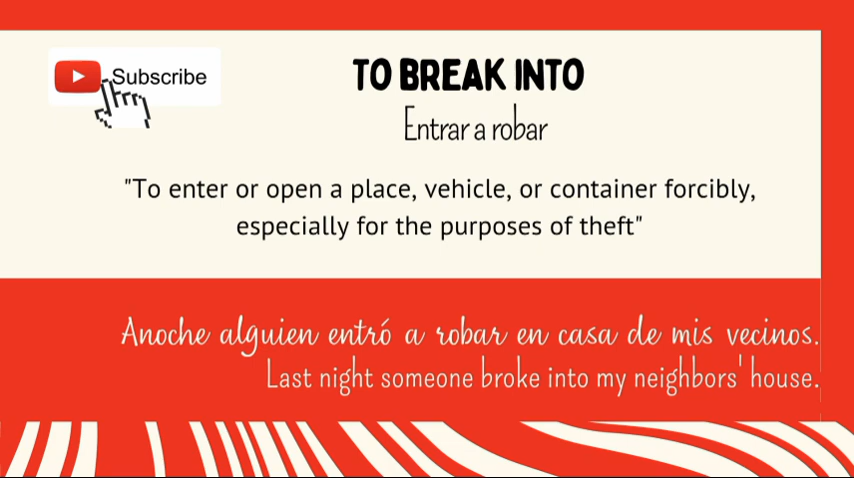 Subscribe
TO BREAK INTO
Entrar a robar
"To enter or open a place, vehicle, or container forcibly,
especially for the purposes of theft"
Anoche alguien entró a robar en casa de mis vecinos.
Last night someone broke into my neighbors' house.